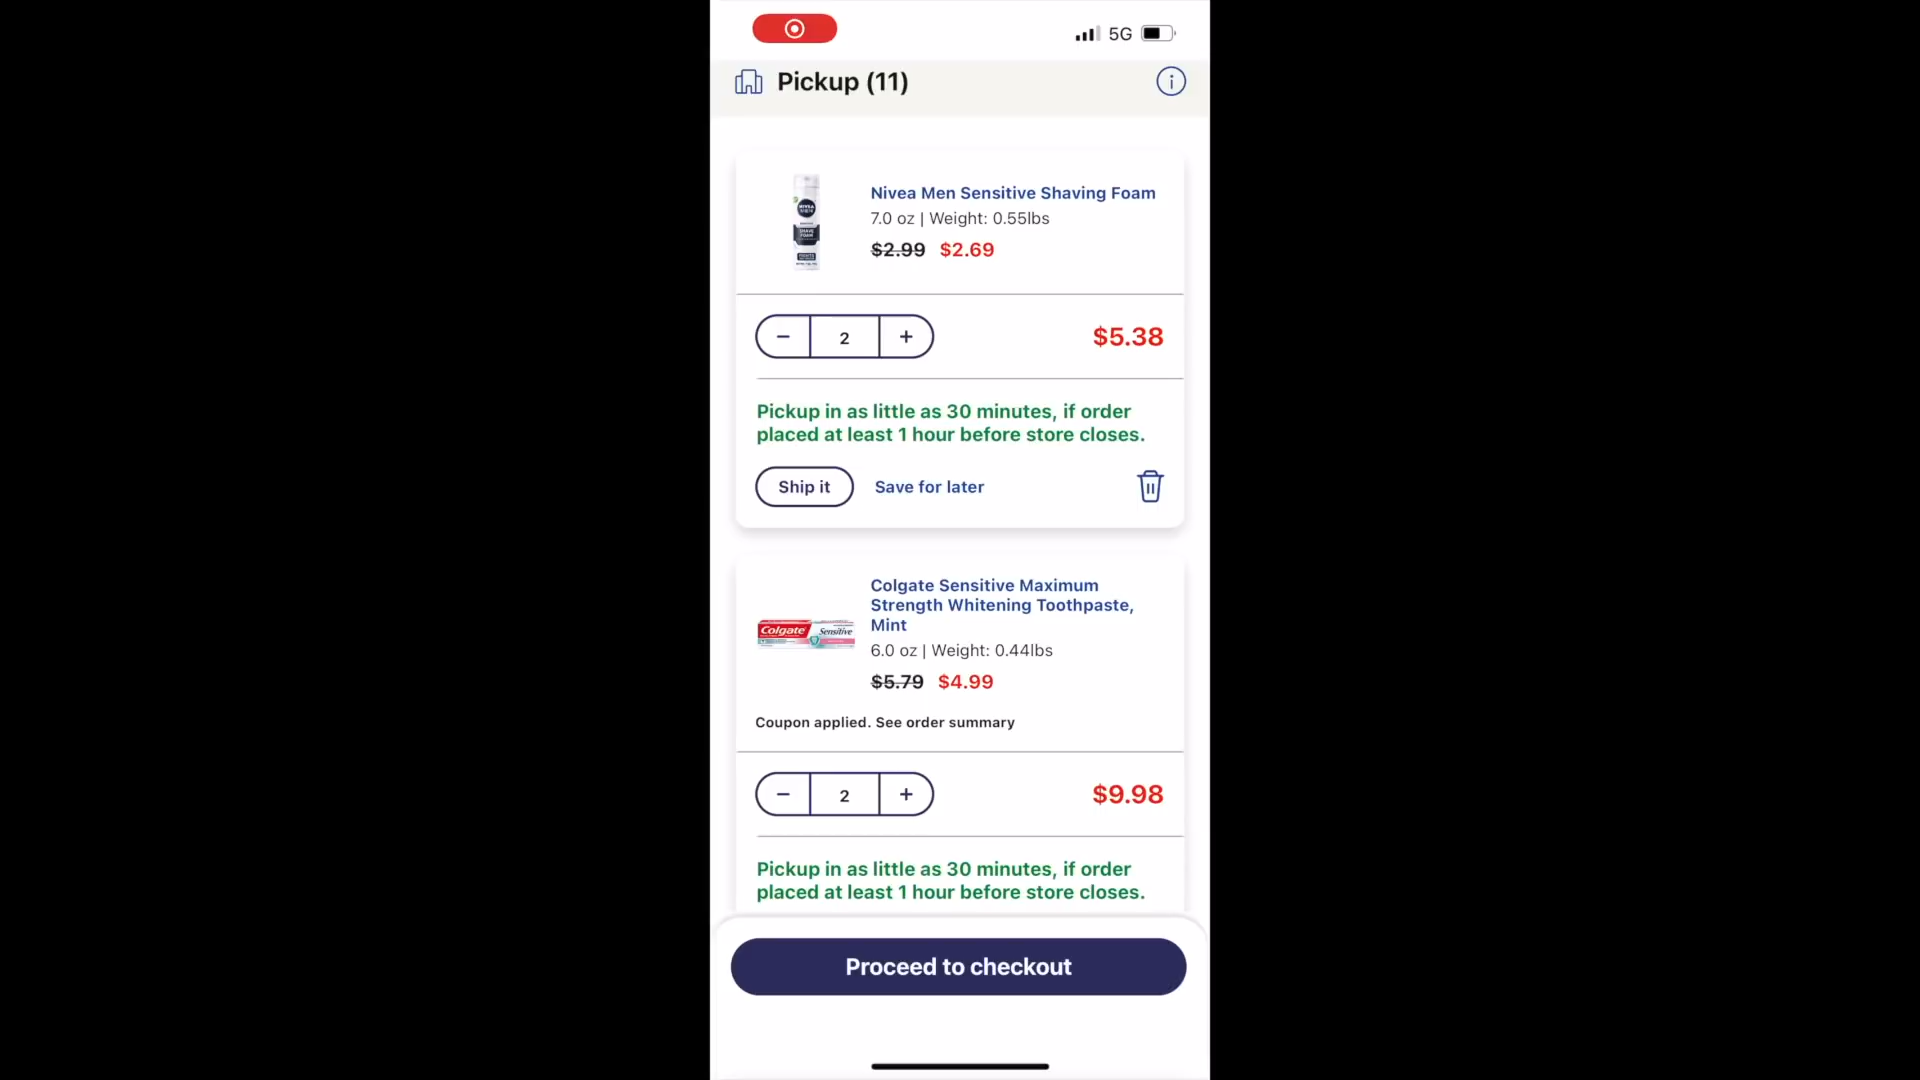 5G
Pickup (11)
Nivea Men Sensitive Shaving Foam
7.0 oz | Weight: 0.55lbs
$2.99 $2.69
2
$5.38
Pickup in as little as 30 minutes, if order
placed at least 1 hour before store closes.
Ship it
Save for later
Colgate Sensitive Maximum
Strength Whitening Toothpaste,
Mint
Colgate Sensitive
6.0 oz | Weight: 0.44lbs
$5.79 $4.99
Coupon applied. See order summary
2
$9.98
Pickup in as little as 30 minutes, if order
placed at least 1 hour before store closes.
Proceed to checkout